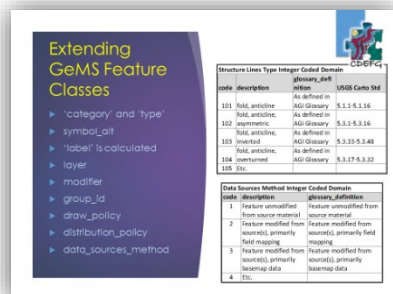 Extending
GeMS Feature
Classes
'category' and 'type'
symbol_alt
'label' is calculated
layer
modifier
group_id
draw_policy
distribution_policy
data_sources_method
CDEFG
Structure Lines Type Integer Coded Domain
code description glossary_defi
nition USGS Carto Std
101 fold, anticline As defined in
AGI Glossary 5.1.1-5.1.16
102 fold, anticline,
asymmetric As defined in
AGI Glossary 5.3.1-5.3.16
103 fold, anticline,
inverted As defined in
AGI Glossary 5.3.33-5.3.48
104 fold, anticline,
overturned As defined in
AGI Glossary 5.3.17-5.3.32
105 Etc.
Data Sources Method Integer Coded Domain
code description glossary_definition
1 Feature unmodified Feature unmodified from
from source material source material
2 Feature modified from Feature modified from
source(s), primarily source(s), primarily field
field mapping mapping
3 Feature modified from Feature modified from
source(s), primarily source(s), primarily
basemap data basemap data
4 Etc.